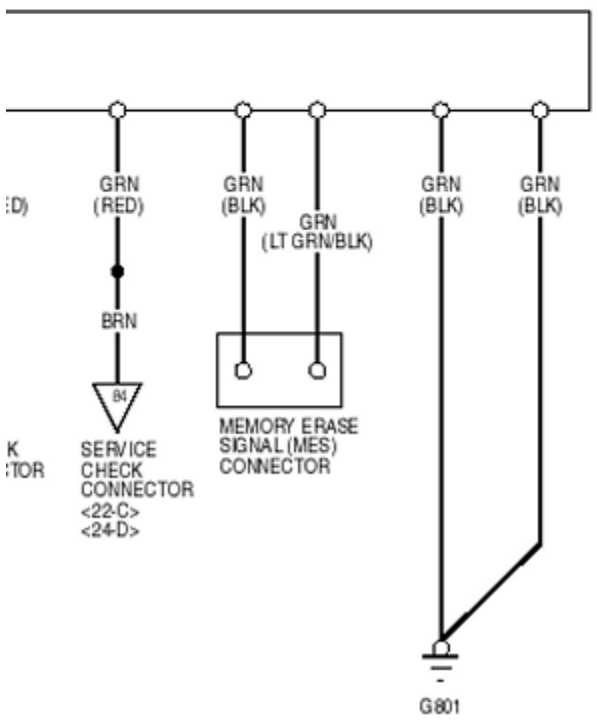 GRN
(RED)
GRN
(BLK)
GRN
(LT GRN/BLK)
GRN
(BLK)
GRN
(BLK)
ED)
BRN
B4
K
TOR
SERVICE
CHECK
CONNECTOR
<22-C>
<24-D>
MEMORY ERASE
SIGNAL (MES)
CONNECTOR
G801